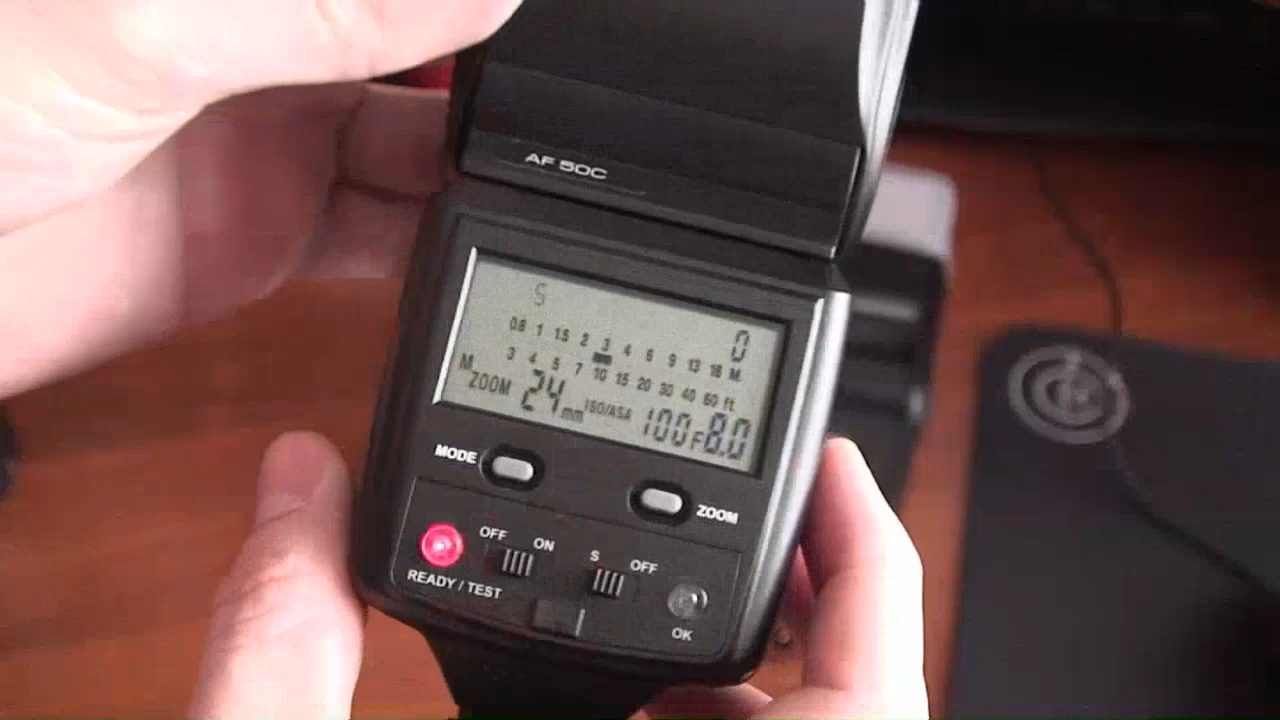 AF 50C
S
0
0.8 1 1.5 2 3 4 6 9 13 18 M.
3 4 5 7 10 15 20 30 40 60 ft
M
ZOOM 24 mm ISO/ASA 100 F8.0
MODE
ZOOM
OFF ON
S OFF
READY / TEST
OK